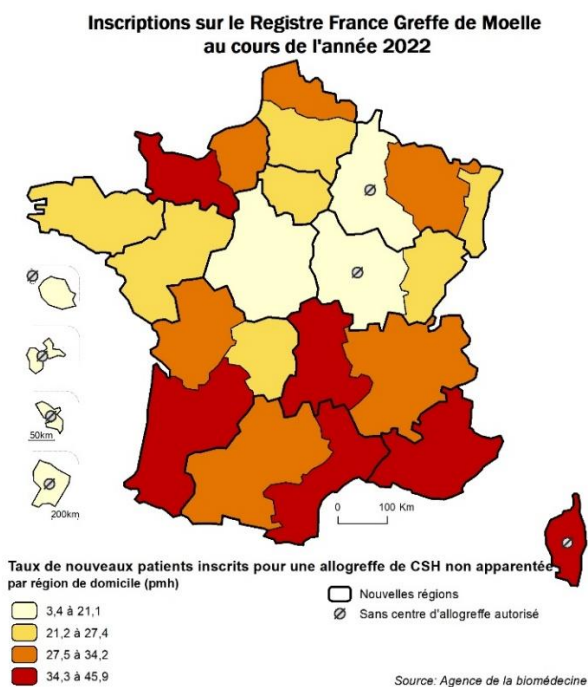 Inscriptions sur le Registre France Greffe de Moelle
au cours de l'année 2022
50km
200km
0 100 Km
Taux de nouveaux patients inscrits pour une allogreffe de CSH non apparentée
par région de domicile (pmh)
3,4 à 21,1
21,2 à 27,4
27,5 à 34,2
34,3 à 45,9
Nouvelles régions
Sans centre d'allogreffe autorisé
Source: Agence de la biomédecine